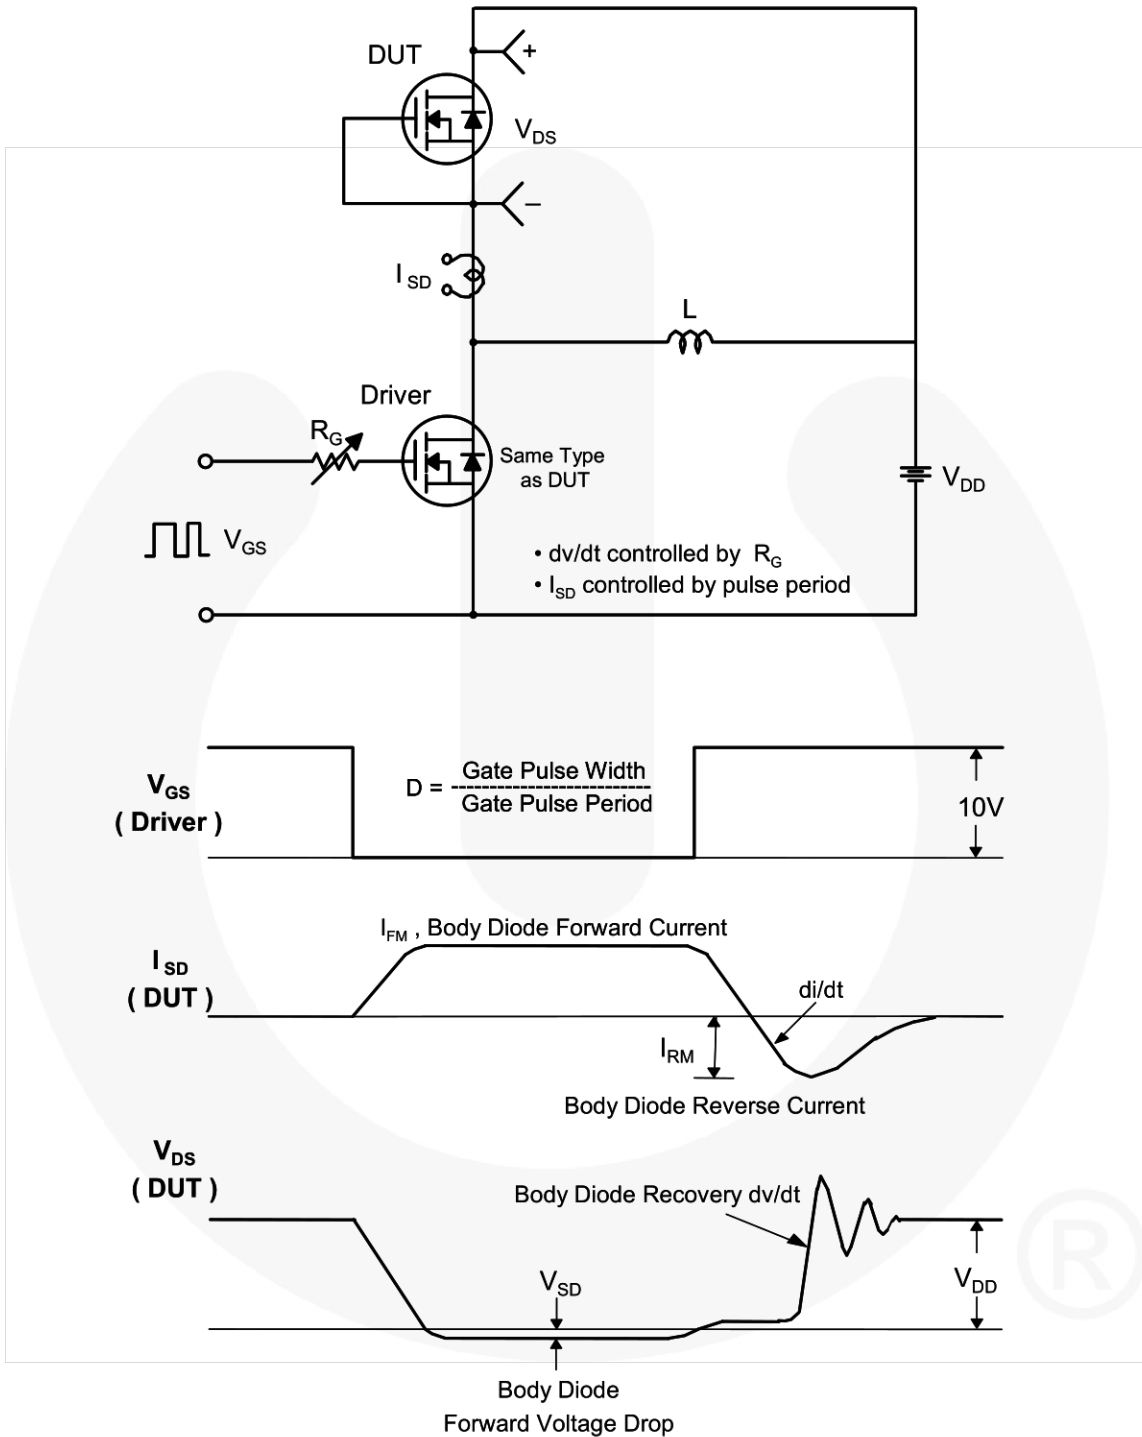 DUT
+
VDS
–
ISD
L
Driver
RG
Same Type
as DUT
VDD
VGS
• dv/dt controlled by RG
• ISD controlled by pulse period
VGS
( Driver )
D = Gate Pulse Width
Gate Pulse Period
10V
IFM , Body Diode Forward Current
ISD
( DUT )
di/dt
IRM
Body Diode Reverse Current
VDS
( DUT )
Body Diode Recovery dv/dt
VSD
VDD
Body Diode
Forward Voltage Drop
®